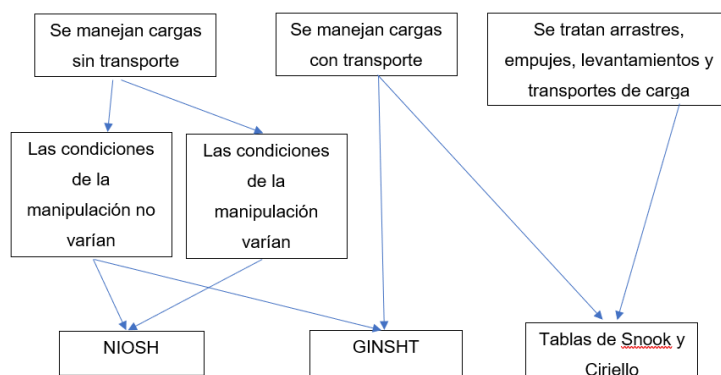 Se manejan cargas
sin transporte
Se manejan cargas
con transporte
Se tratan arrastres,
empujes, levantamientos y
transportes de carga
Las condiciones
de la
manipulación no
varían
Las condiciones
de la
manipulación
varían
NIOSH
GINSHT
Tablas de Snook y
Ciriello